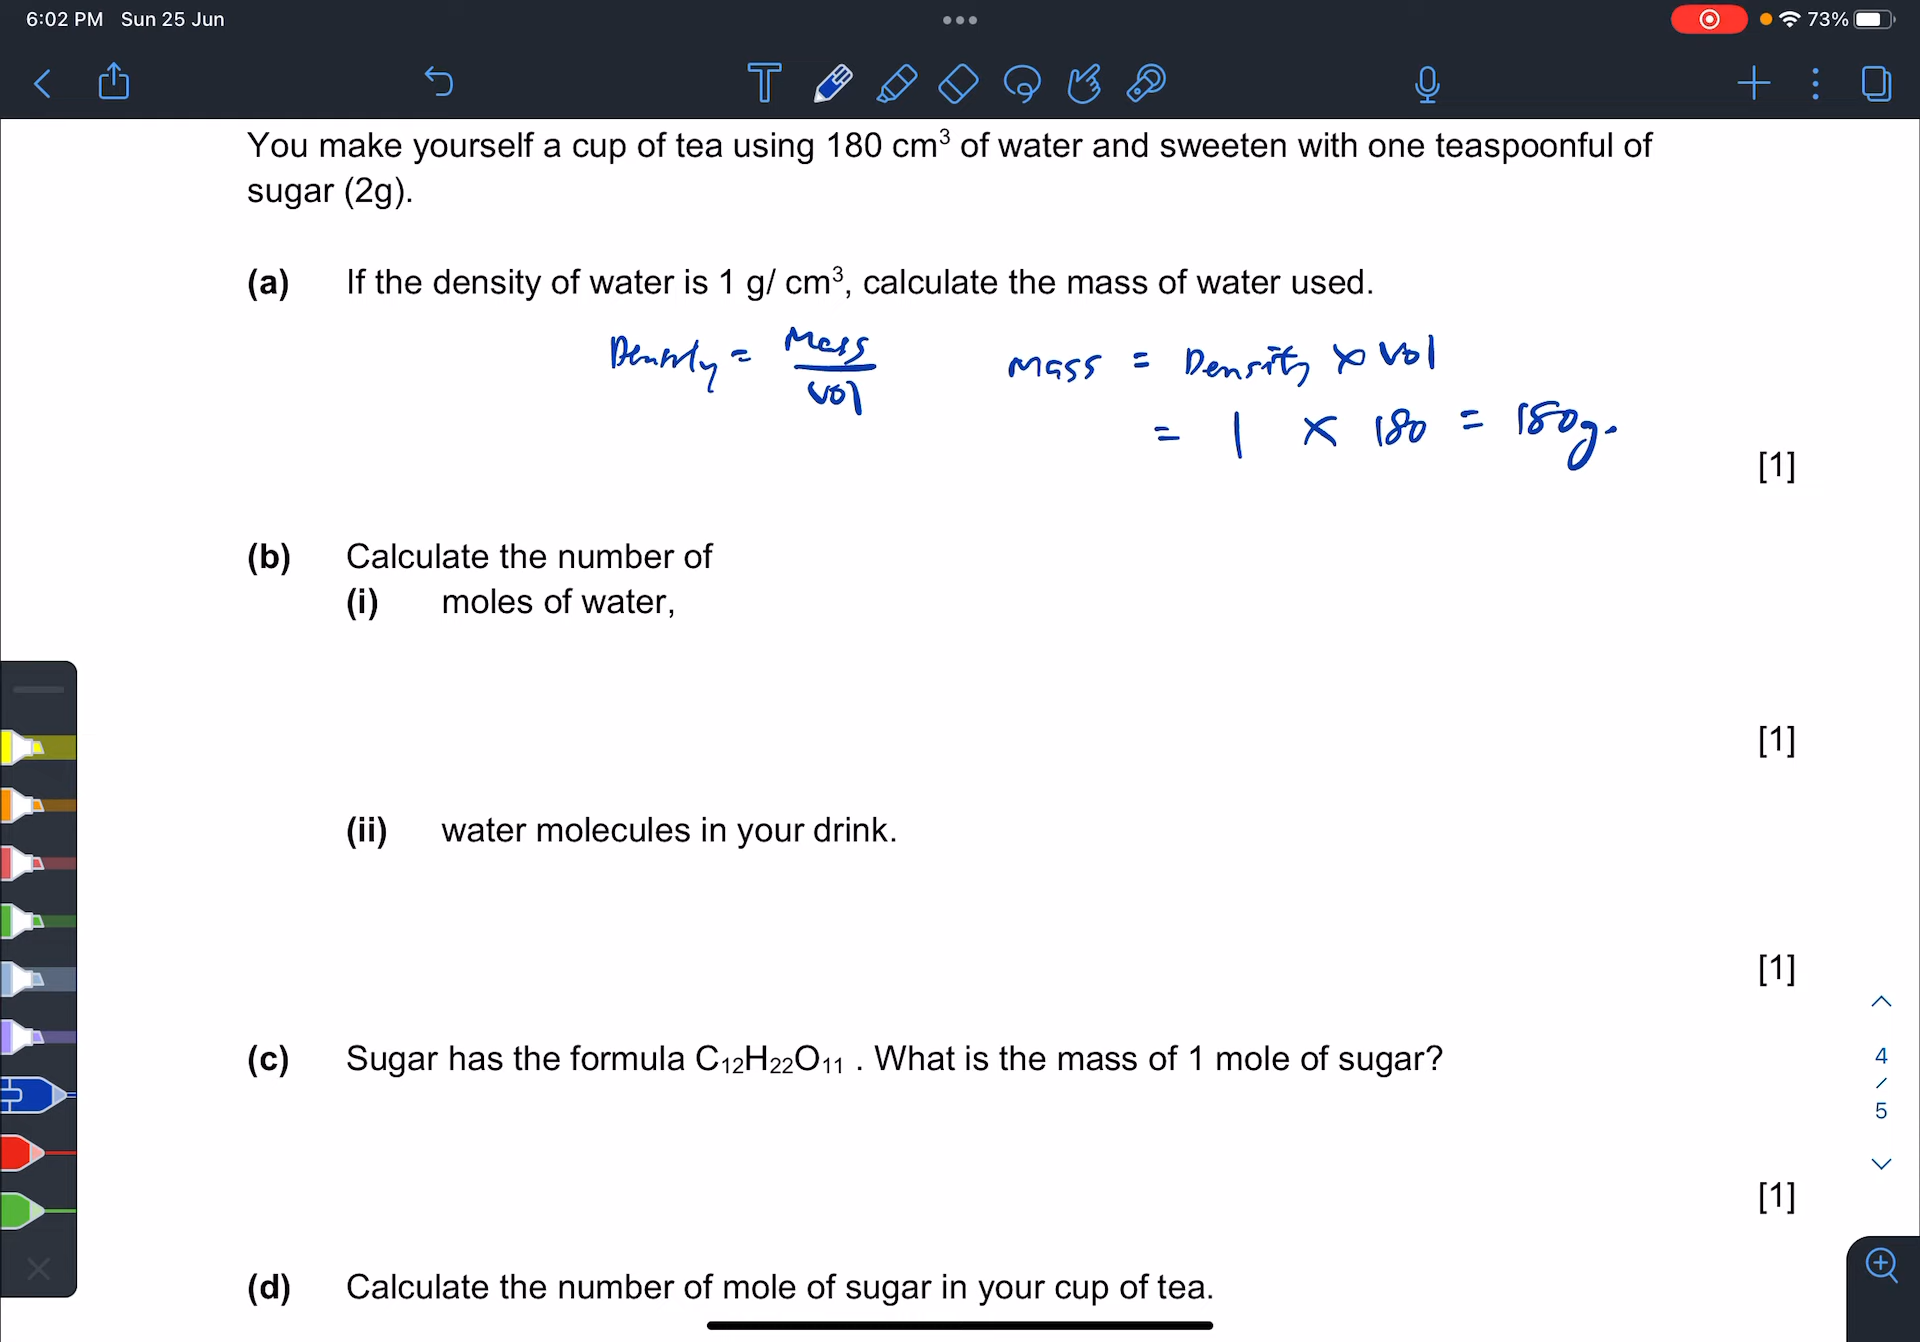 6:02 PM Sun 25 Jun
73%
You make yourself a cup of tea using 180 cm³ of water and sweeten with one teaspoonful of
sugar (2g).
(a) If the density of water is 1 g/ cm³, calculate the mass of water used.
Density = Mass / Vol
Mass = Density × Vol
= 1 × 180 = 180g.
[1]
(b) Calculate the number of
(i) moles of water,
[1]
(ii) water molecules in your drink.
[1]
(c) Sugar has the formula C₁₂H₂₂O₁₁ . What is the mass of 1 mole of sugar?
4
/
5
[1]
(d) Calculate the number of mole of sugar in your cup of tea.